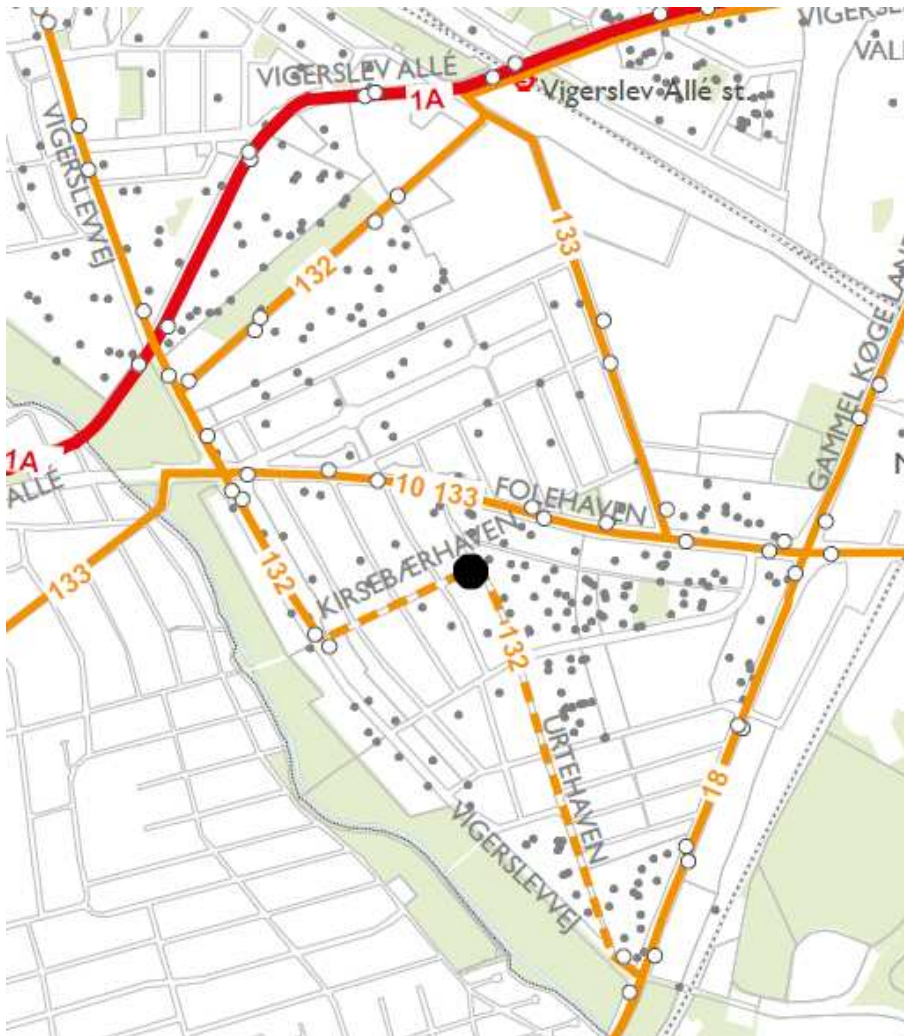 VIGERSLEV ALLÉ
1A
Vigerslev Allé st.
VIGERSLEVVEJ
132
133
GAMMEL KØGE LAND
1A
ALLÉ
10 133
FOLEHAVEN
133
132
KIRSEBÆRHAVEN
132
URTEHAVEN
18
VIGERSLEVVEJ